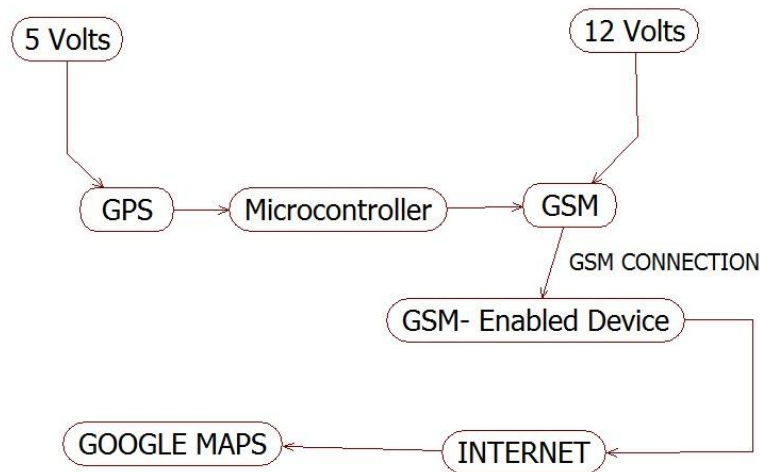 5 Volts
12 Volts
GPS
Microcontroller
GSM
GSM CONNECTION
GSM- Enabled Device
GOOGLE MAPS
INTERNET